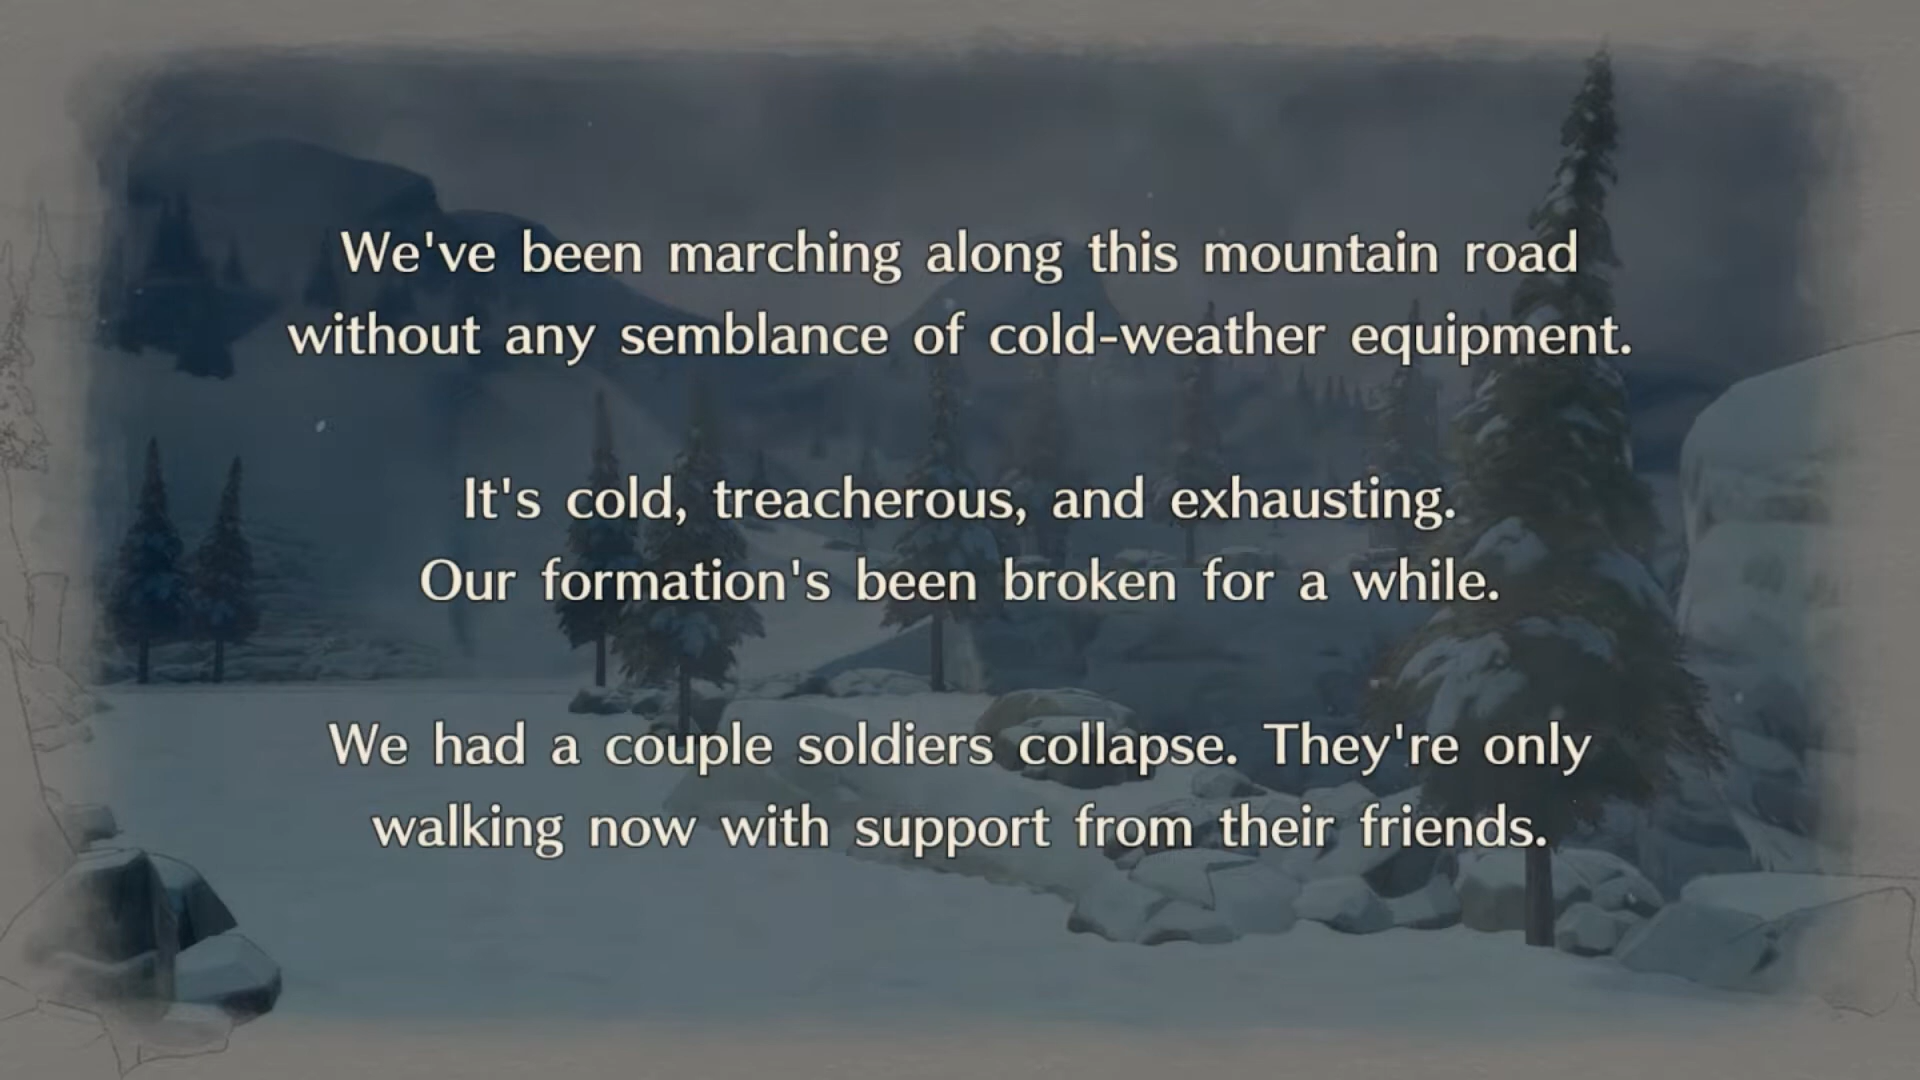 We've been marching along this mountain road
without any semblance of cold-weather equipment.
It's cold, treacherous, and exhausting.
Our formation's been broken for a while.
We had a couple soldiers collapse. They're only
walking now with support from their friends.